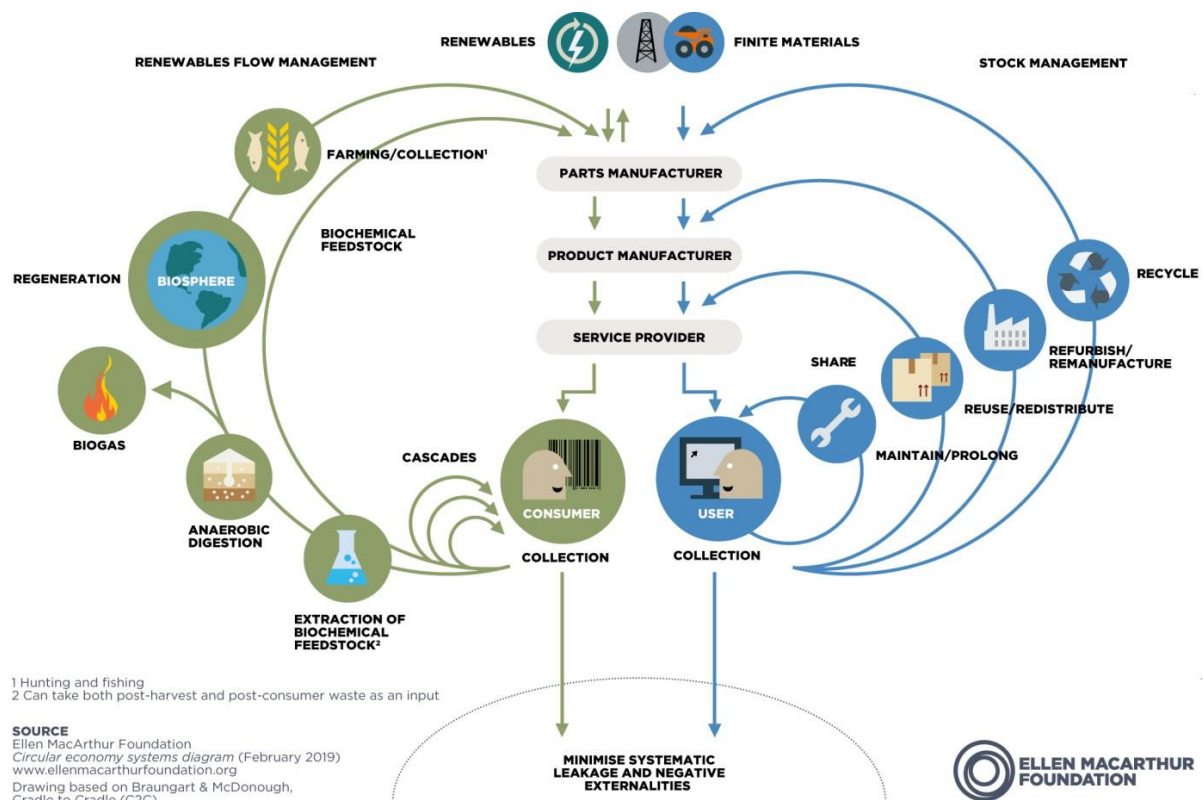 RENEWABLES
FINITE MATERIALS
RENEWABLES FLOW MANAGEMENT
STOCK MANAGEMENT
FARMING/COLLECTION¹
PARTS MANUFACTURER
BIOCHEMICAL
FEEDSTOCK
PRODUCT MANUFACTURER
REGENERATION
BIOSPHERE
RECYCLE
SERVICE PROVIDER
SHARE
REFURBISH/
REMANUFACTURE
REUSE/REDISTRIBUTE
BIOGAS
CASCADES
MAINTAIN/PROLONG
CONSUMER
USER
ANAEROBIC
DIGESTION
COLLECTION
COLLECTION
EXTRACTION OF
BIOCHEMICAL
FEEDSTOCK²
1 Hunting and fishing
2 Can take both post-harvest and post-consumer waste as an input
SOURCE
Ellen MacArthur Foundation
Circular economy systems diagram (February 2019)
www.ellenmacarthurfoundation.org
Drawing based on Braungart & McDonough,
Cradle to Cradle (C2C)
MINIMISE SYSTEMATIC
LEAKAGE AND NEGATIVE
EXTERNALITIES
ELLEN MACARTHUR
FOUNDATION